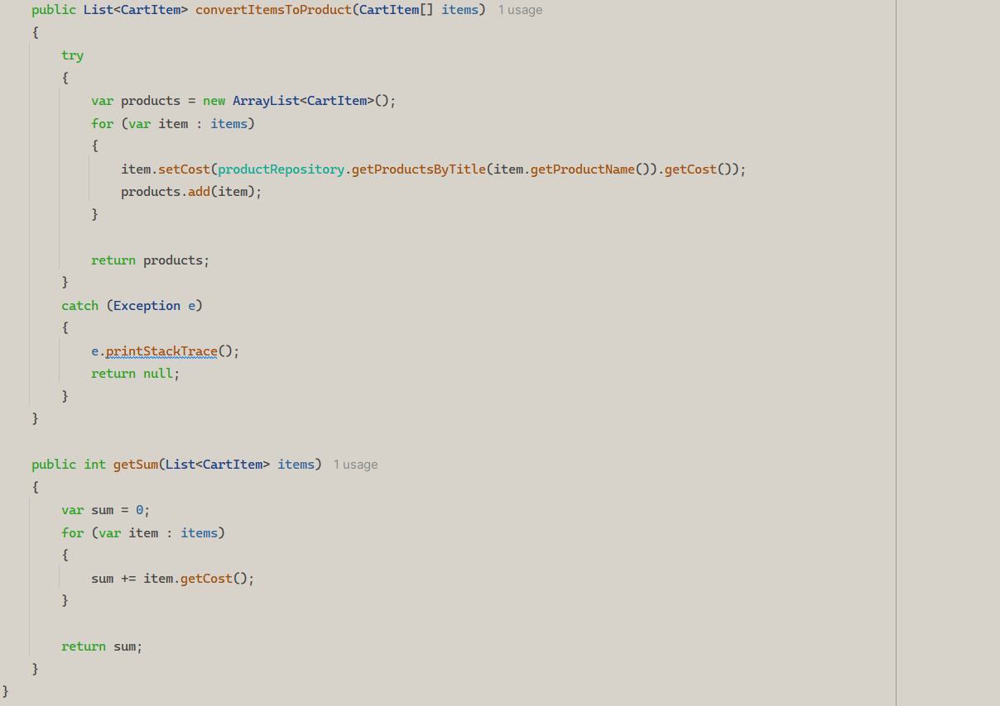 public List<CartItem> convertItemsToProduct(CartItem[] items) 1 usage
{
try
{
var products = new ArrayList<CartItem>();
for (var item : items)
{
item.setCost(productRepository.getProductsByTitle(item.getProductName()).getCost());
products.add(item);
}
return products;
}
catch (Exception e)
{
e.printStackTrace();
return null;
}
}
public int getSum(List<CartItem> items) 1 usage
{
var sum = 0;
for (var item : items)
{
sum += item.getCost();
}
return sum;
}
}